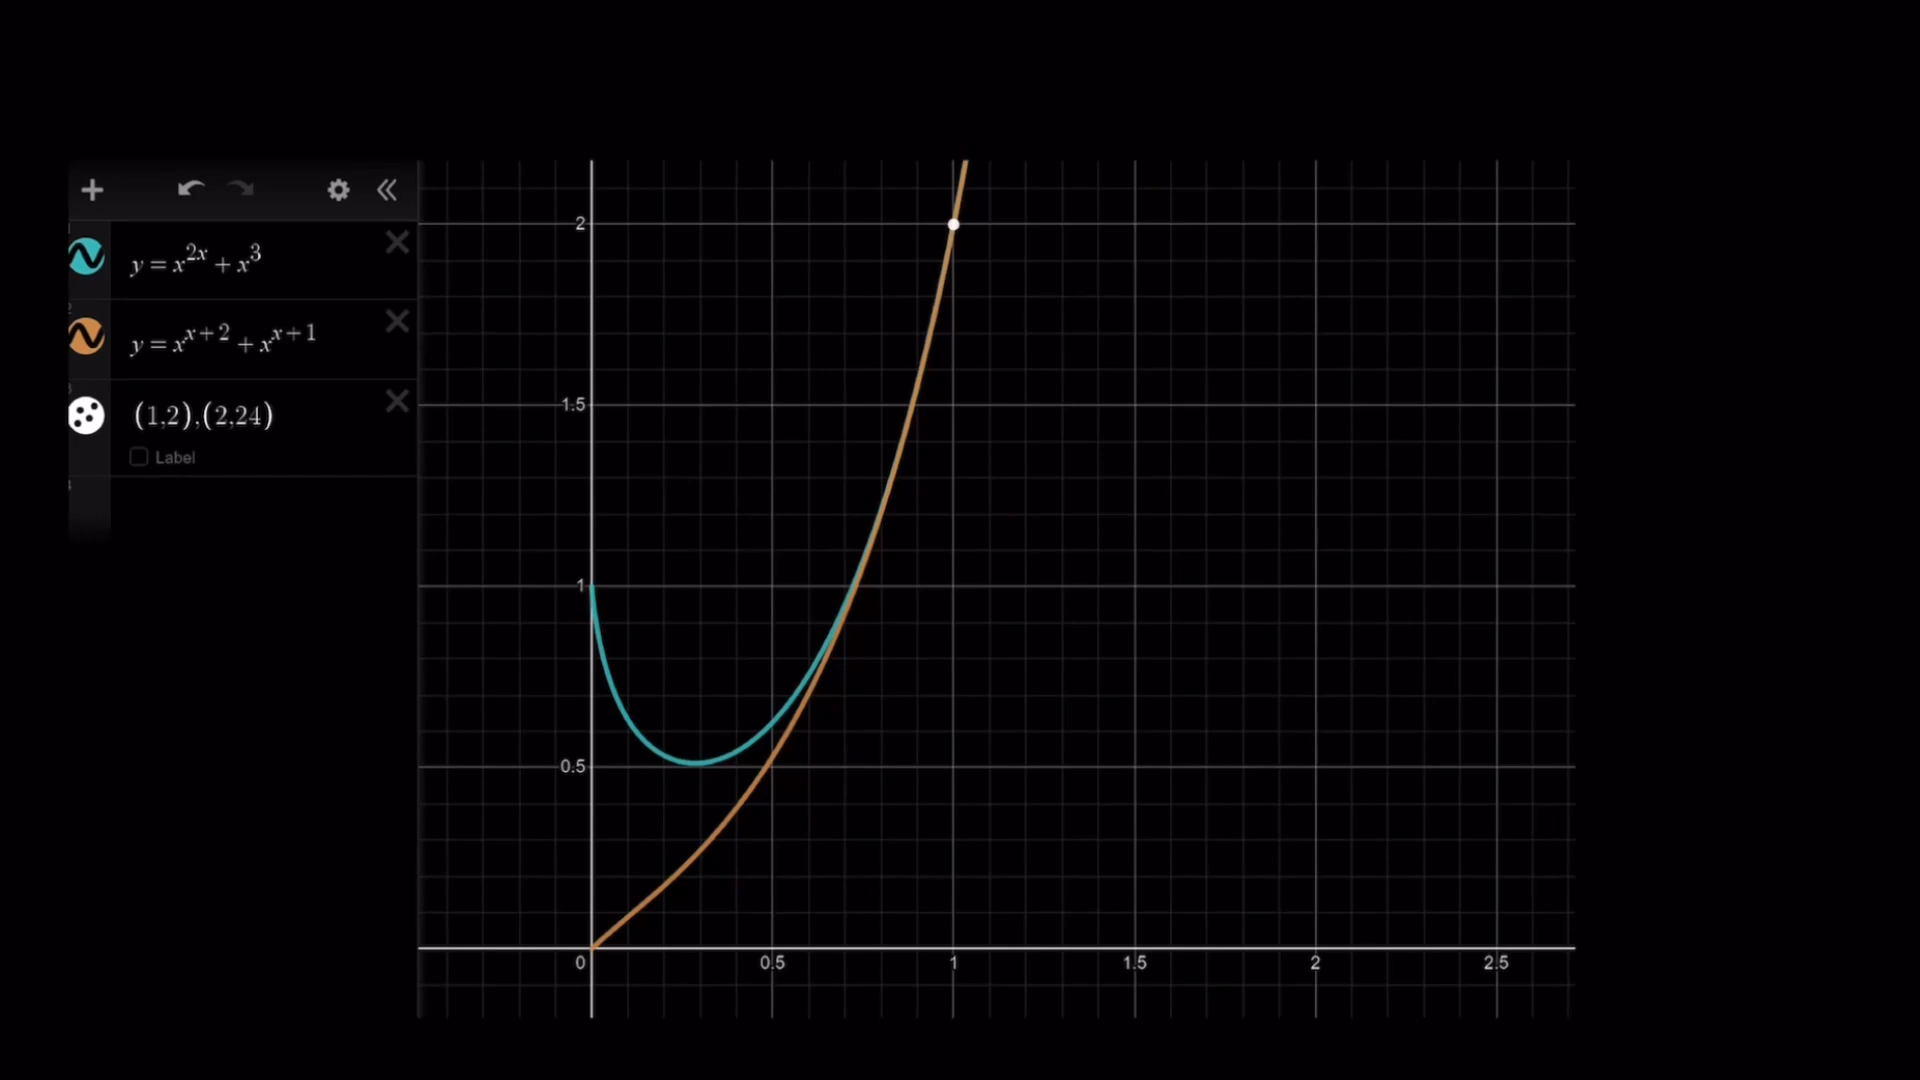 y = x^{2x} + x^3
y = x^{x+2} + x^{x+1}
(1,2),(2,24)
Label
2
1.5
1
0.5
0 0.5 1 1.5 2 2.5